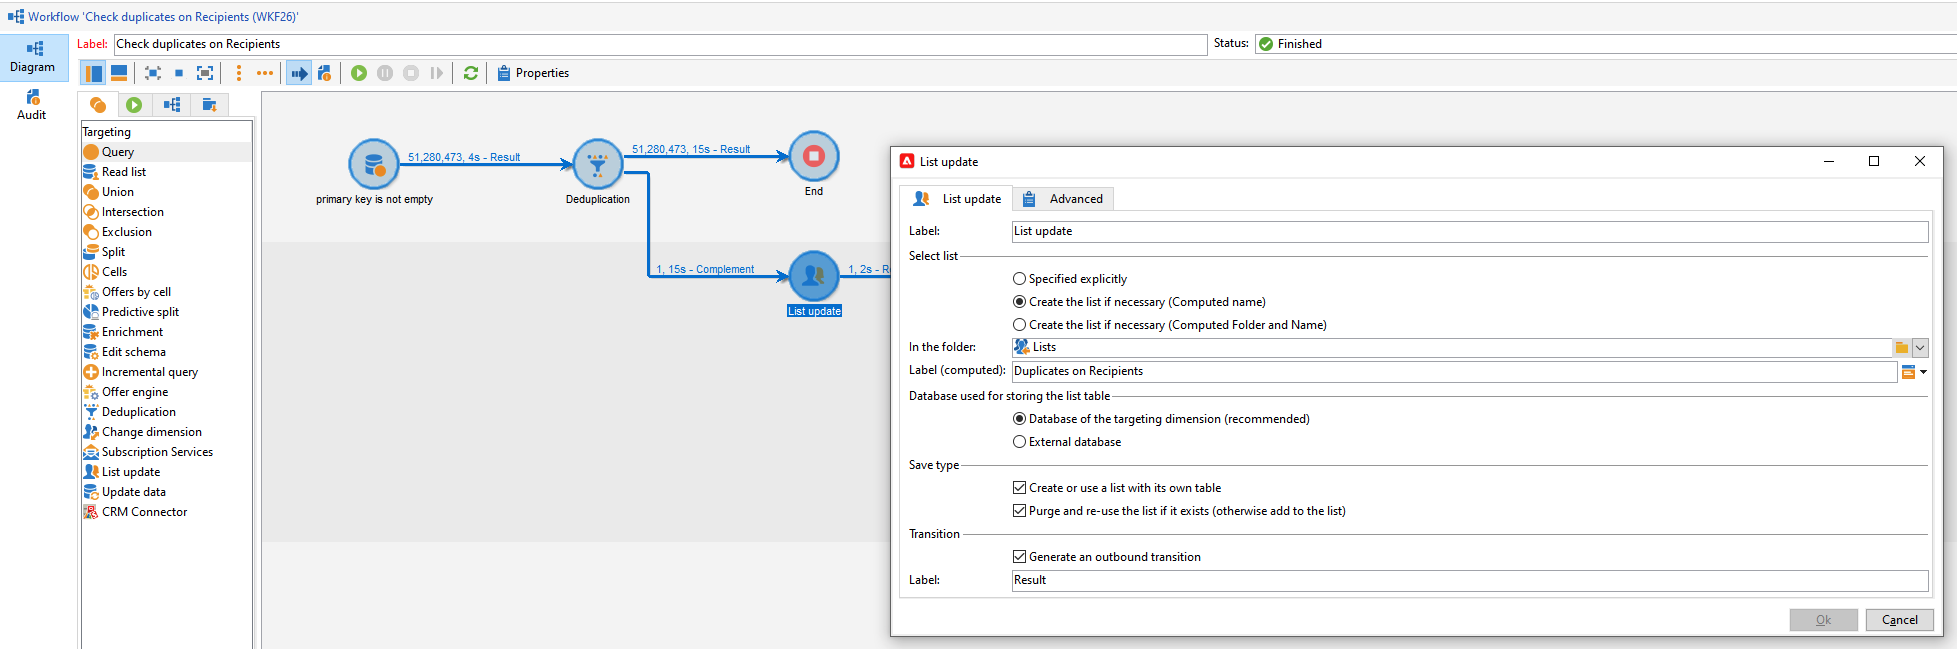 Workflow 'Check duplicates on Recipients (WKF26)'
Diagram
Audit
Label: Check duplicates on Recipients
Status: Finished
Properties
Targeting
Query
Read list
Union
Intersection
Exclusion
Split
Cells
Offers by cell
Predictive split
Enrichment
Edit schema
Incremental query
Offer engine
Deduplication
Change dimension
Subscription Services
List update
Update data
CRM Connector
51,280,473, 4s - Result
51,280,473, 15s - Result
primary key is not empty
Deduplication
End
1, 15s - Complement
1, 2s - R
List update
List update
List update
Advanced
Label: List update
Select list
Specified explicitly
Create the list if necessary (Computed name)
Create the list if necessary (Computed Folder and Name)
In the folder: Lists
Label (computed): Duplicates on Recipients
Database used for storing the list table
Database of the targeting dimension (recommended)
External database
Save type
Create or use a list with its own table
Purge and re-use the list if it exists (otherwise add to the list)
Transition
Generate an outbound transition
Label: Result
Ok
Cancel